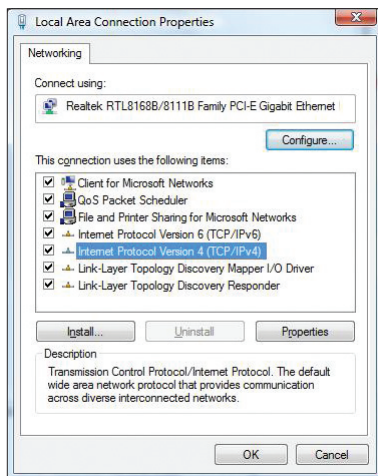 Local Area Connection Properties
Networking
Connect using:
Realtek RTL8168B/8111B Family PCI-E Gigabit Ethernet
Configure...
This connection uses the following items:
Client for Microsoft Networks
QoS Packet Scheduler
File and Printer Sharing for Microsoft Networks
Internet Protocol Version 6 (TCP/IPv6)
Internet Protocol Version 4 (TCP/IPv4)
Link-Layer Topology Discovery Mapper I/O Driver
Link-Layer Topology Discovery Responder
Install... Uninstall Properties
Description
Transmission Control Protocol/Internet Protocol. The default
wide area network protocol that provides communication
across diverse interconnected networks.
OK Cancel